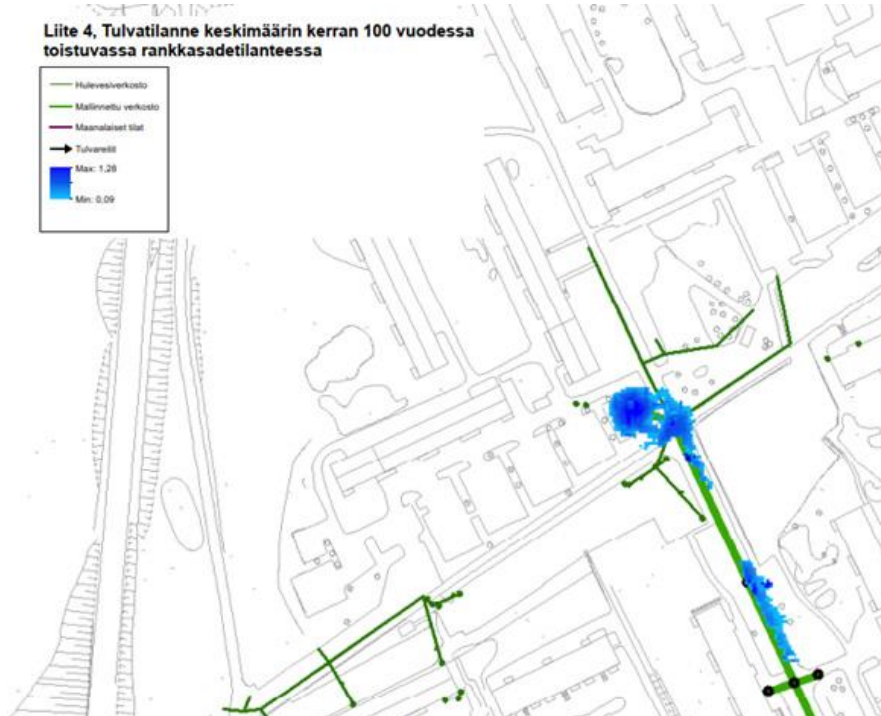 Liite 4, Tulvatilanne keskimäärin kerran 100 vuodessa
toistuvassa rankkasadetilanteessa
Hulevesiverkosto
Mallinnettu verkosto
Maanalaiset tilat
Tulvareitit
Max: 1,28
Min: 0,09